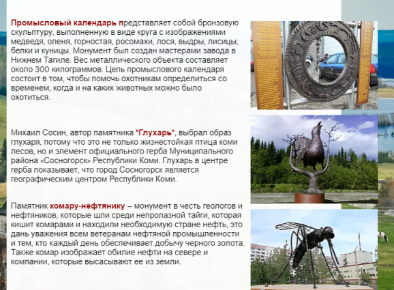 Промысловый календарь представляет собой бронзовую
скульптуру, выполненную в виде круга с изображениями
медведя, оленя, горностая, росомахи, лося, выдры, лисицы,
белки и куницы. Монумент был создан мастерами завода в
Нижнем Тагиле. Вес металлического объекта составляет
около 300 килограммов. Цель промыслового календаря
состоит в том, чтобы помочь охотникам определиться со
временем, когда и на каких животных можно было
охотиться.
Михаил Сосин, автор памятника "Глухарь", выбрал образ
глухаря, потому что это не только жизнестойкая птица коми
лесов, но и элемент официального герба Муниципального
района «Сосногорск» Республики Коми. Глухарь в центре
герба показывает, что город Сосногорск является
географическим центром Республики Коми.
Памятник комару-нефтянику – монумент в честь геологов и
нефтяников, которые шли среди непролазной тайги, которая
кишит комарами и находили необходимую стране нефть, это
дань уважения всем ветеранам нефтяной промышленности
и тем, кто каждый день обеспечивает добычу черного золота.
Также комар изображает обилие нефти на севере и
компании, которые высасывают ее из земли.